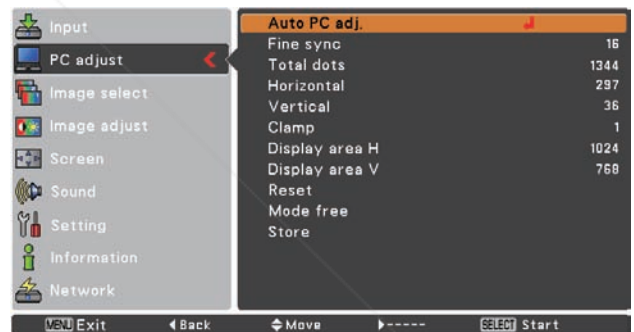 Input
PC adjust
Image select
Image adjust
Screen
Sound
Setting
Information
Network
Auto PC adj.
Fine sync 16
Total dots 1344
Horizontal 297
Vertical 36
Clamp 1
Display area H 1024
Display area V 768
Reset
Mode free
Store
MENU Exit Back Move ----- SELECT Start